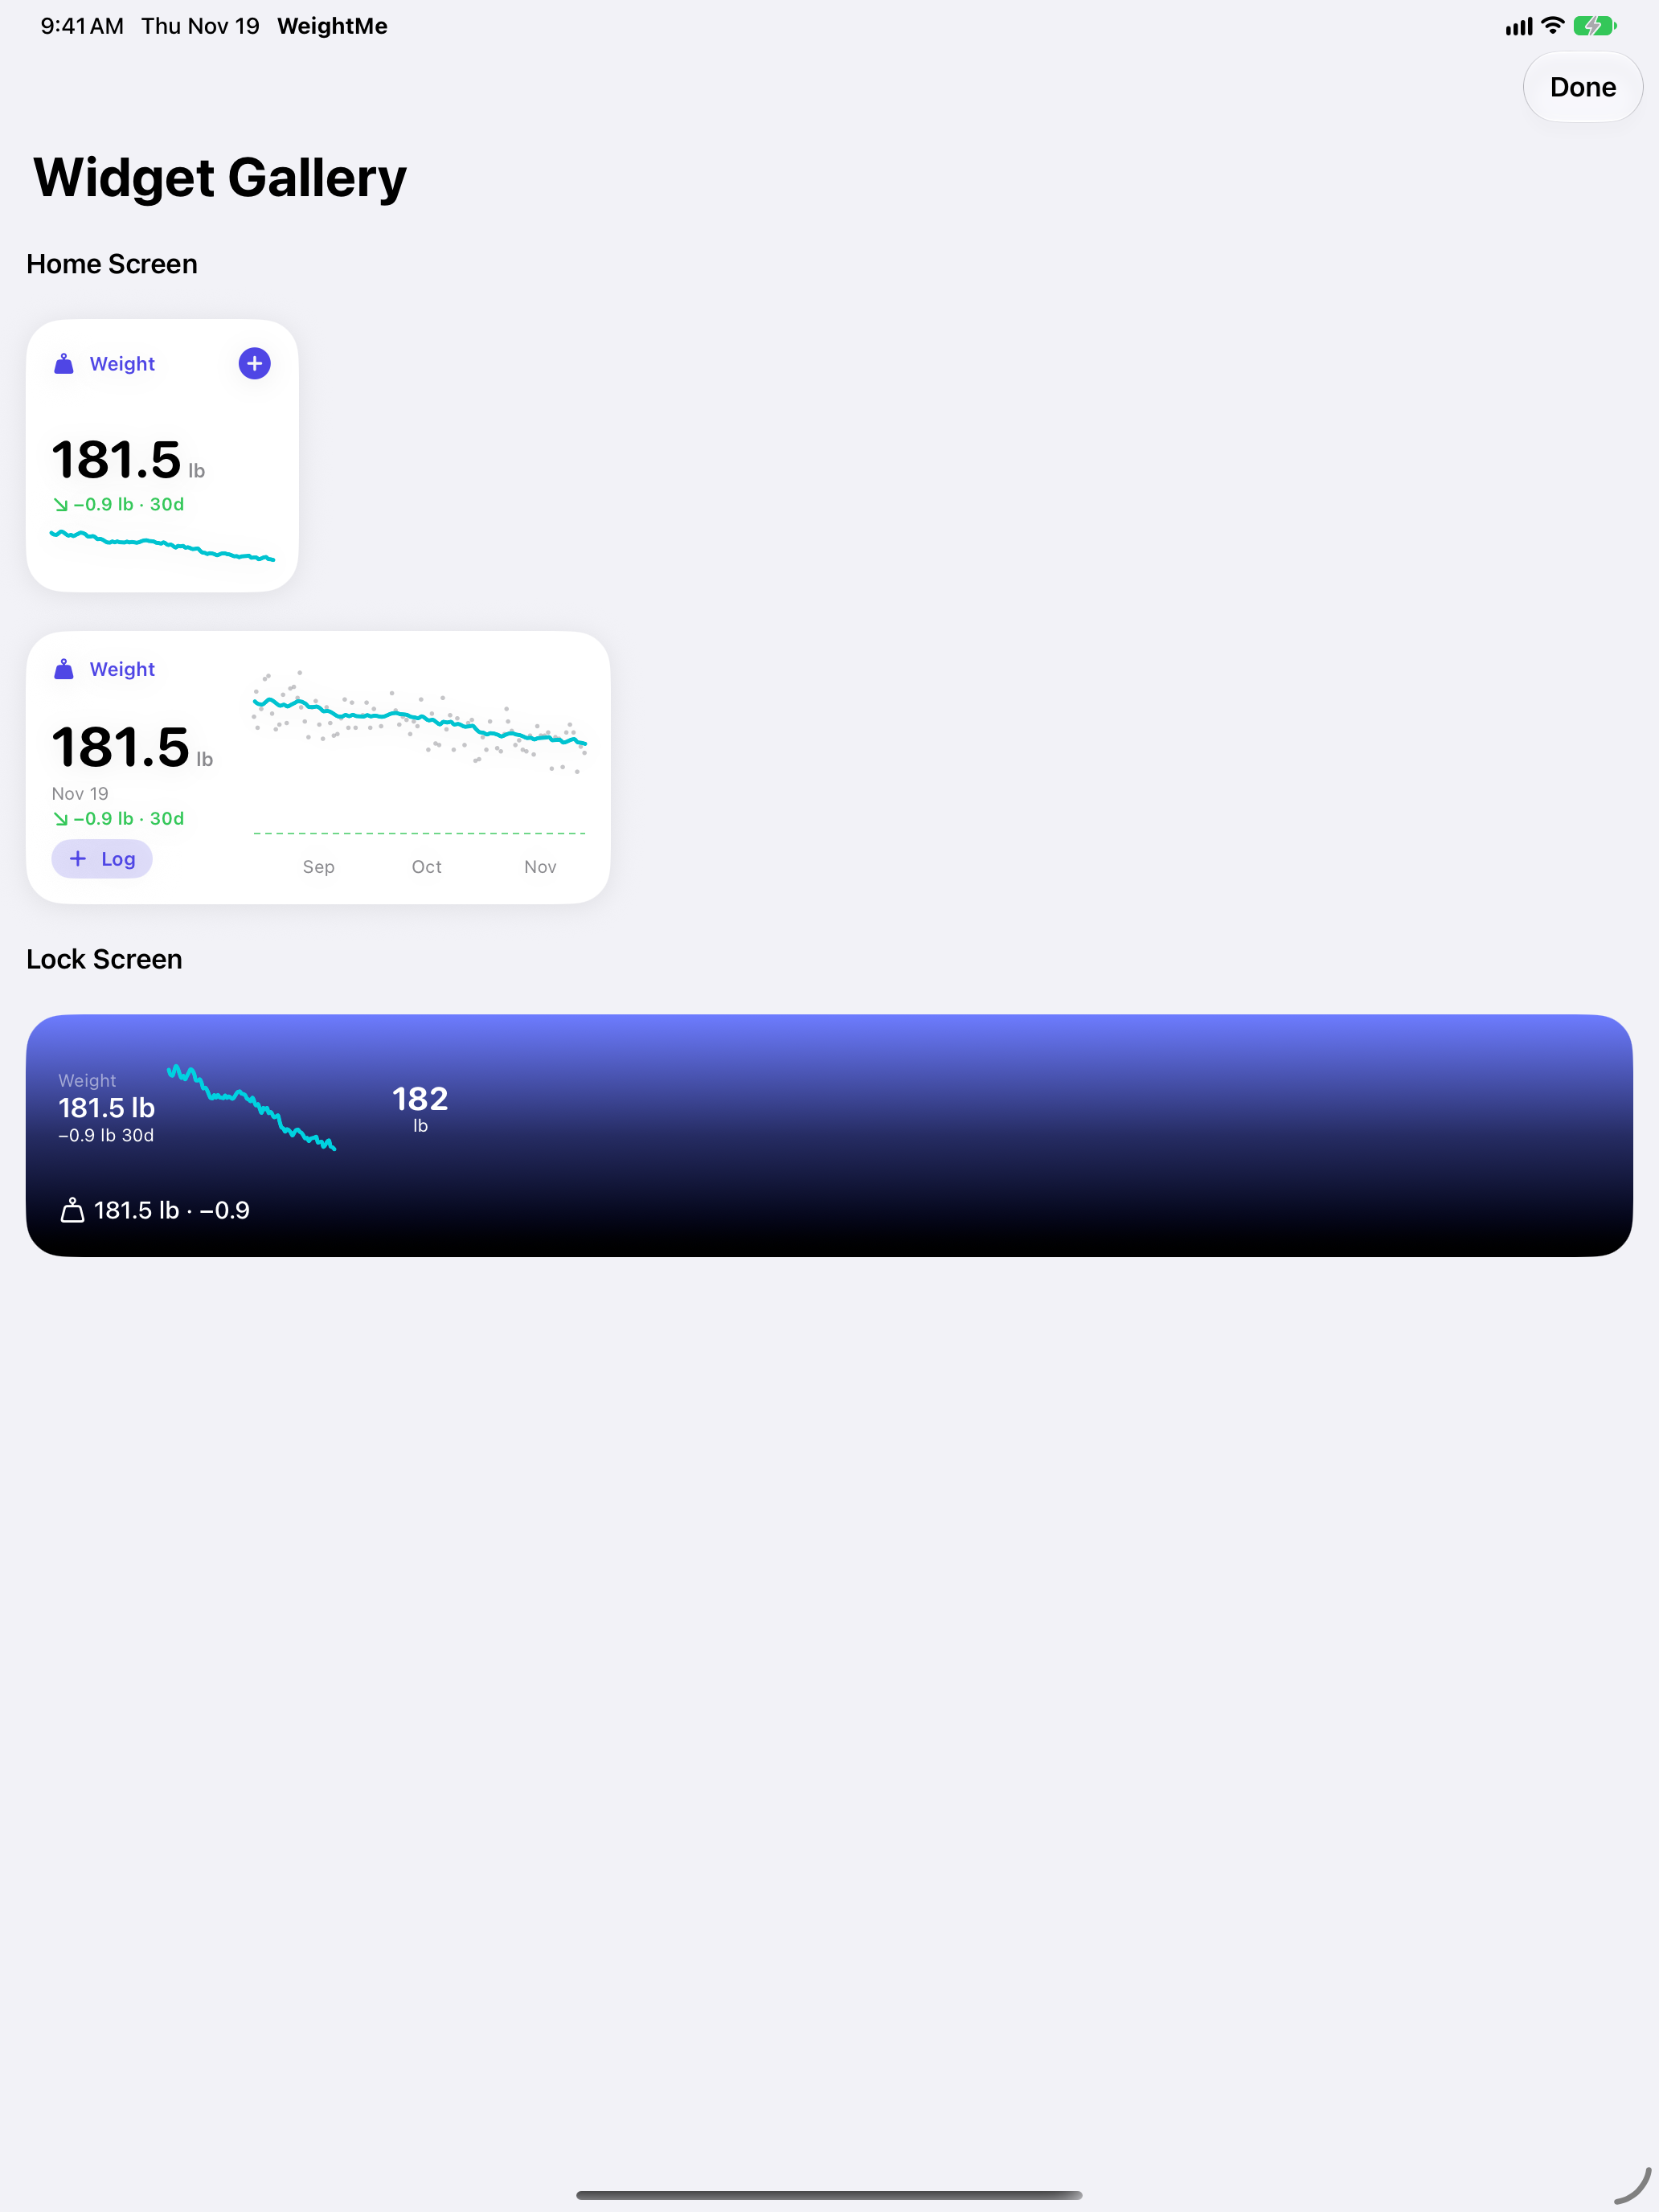 9:41 AM Thu Nov 19 WeightMe
Done
Widget Gallery
Home Screen
Weight
181.5 lb
–0.9 lb · 30d
Weight
181.5 lb
Nov 19
–0.9 lb · 30d
+ Log
Sep Oct Nov
Lock Screen
Weight
181.5 lb
–0.9 lb 30d
182
lb
181.5 lb · –0.9